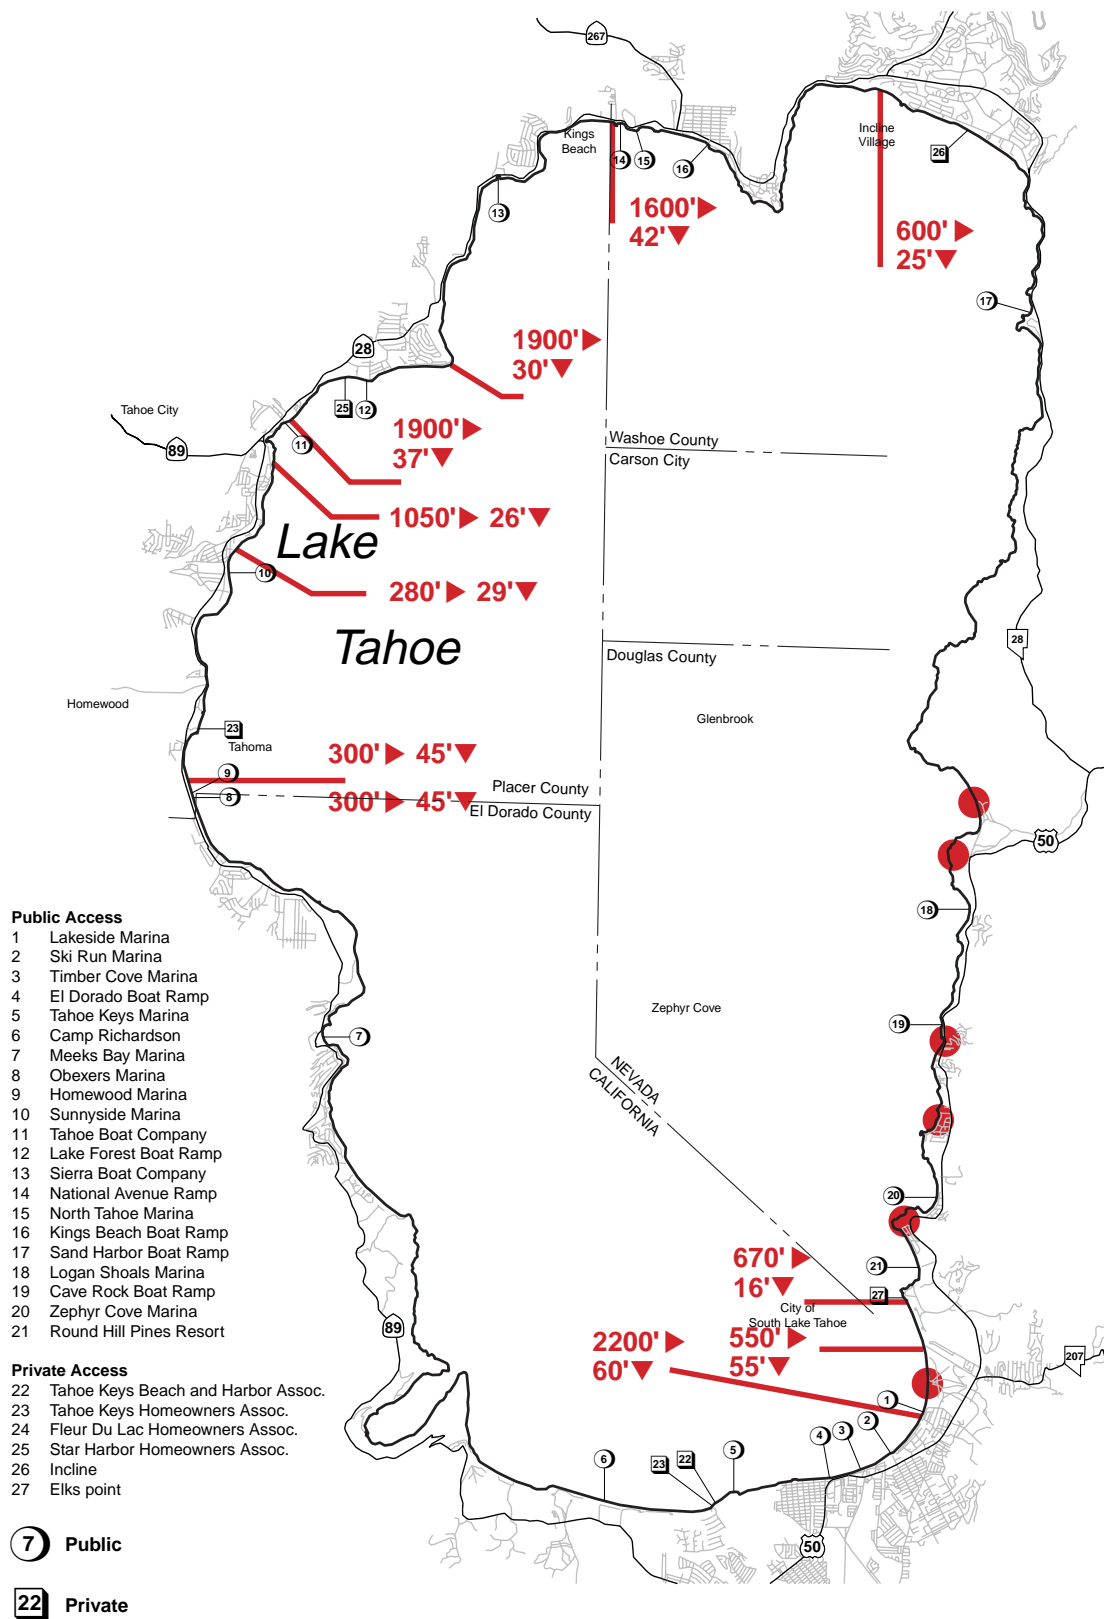 267
Kings
Beach
14
15
16
Incline
Village
26
13
1600'
42'
600'
25'
17
28
1900'
30'
25
12
Tahoe City
89
11
1900'
37'
Washoe County
Carson City
1050' 26'
Lake
10
280' 29'
Tahoe
28
Douglas County
Homewood
Glenbrook
23
Tahoma
300' 45'
9
8
Placer County
300' 45'
El Dorado County
50
18
Public Access
1 Lakeside Marina
2 Ski Run Marina
3 Timber Cove Marina
4 El Dorado Boat Ramp
5 Tahoe Keys Marina
6 Camp Richardson
7 Meeks Bay Marina
8 Obexers Marina
9 Homewood Marina
10 Sunnyside Marina
11 Tahoe Boat Company
12 Lake Forest Boat Ramp
13 Sierra Boat Company
14 National Avenue Ramp
15 North Tahoe Marina
16 Kings Beach Boat Ramp
17 Sand Harbor Boat Ramp
18 Logan Shoals Marina
19 Cave Rock Boat Ramp
20 Zephyr Cove Marina
21 Round Hill Pines Resort
Private Access
22 Tahoe Keys Beach and Harbor Assoc.
23 Tahoe Keys Homeowners Assoc.
24 Fleur Du Lac Homeowners Assoc.
25 Star Harbor Homeowners Assoc.
26 Incline
27 Elks point
7 Public
22 Private
Zephyr Cove
19
7
NEVADA
CALIFORNIA
20
670'
16'
21
27
City of
South Lake Tahoe
89
2200'
60'
550'
55'
207
1
2
3
4
5
22
23
6
50